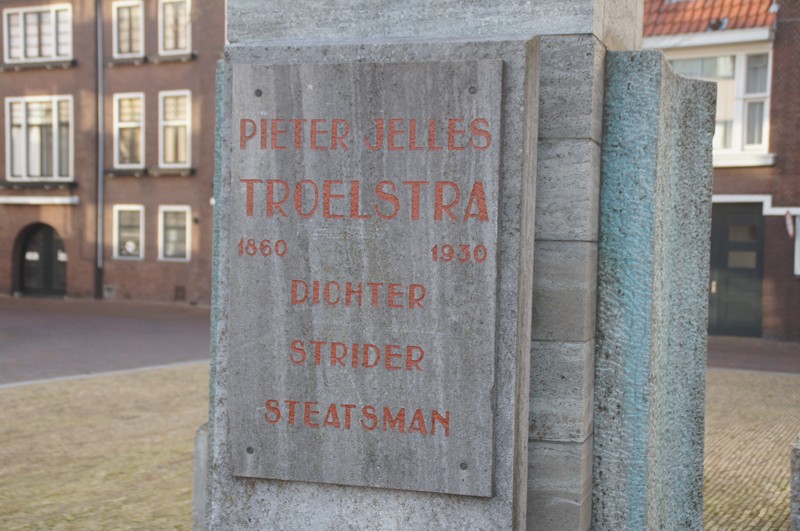 PIETER JELLES
TROELSTRA
1860 1930
DICHTER
STRIDER
STEATSMAN